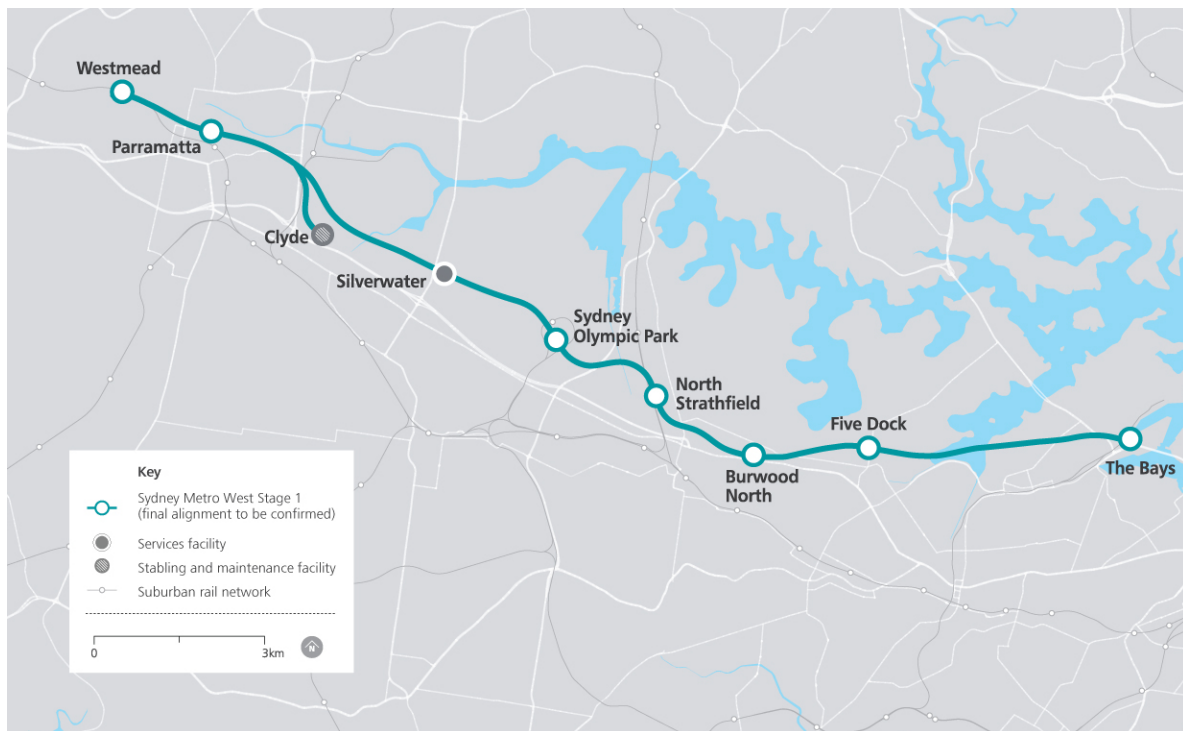 Westmead
Parramatta
Clyde
Silverwater
Sydney
Olympic Park
North
Strathfield
Five Dock
Burwood
North
The Bays
Key
Sydney Metro West Stage 1
(final alignment to be confirmed)
Services facility
Stabling and maintenance facility
Suburban rail network
0
3km
N